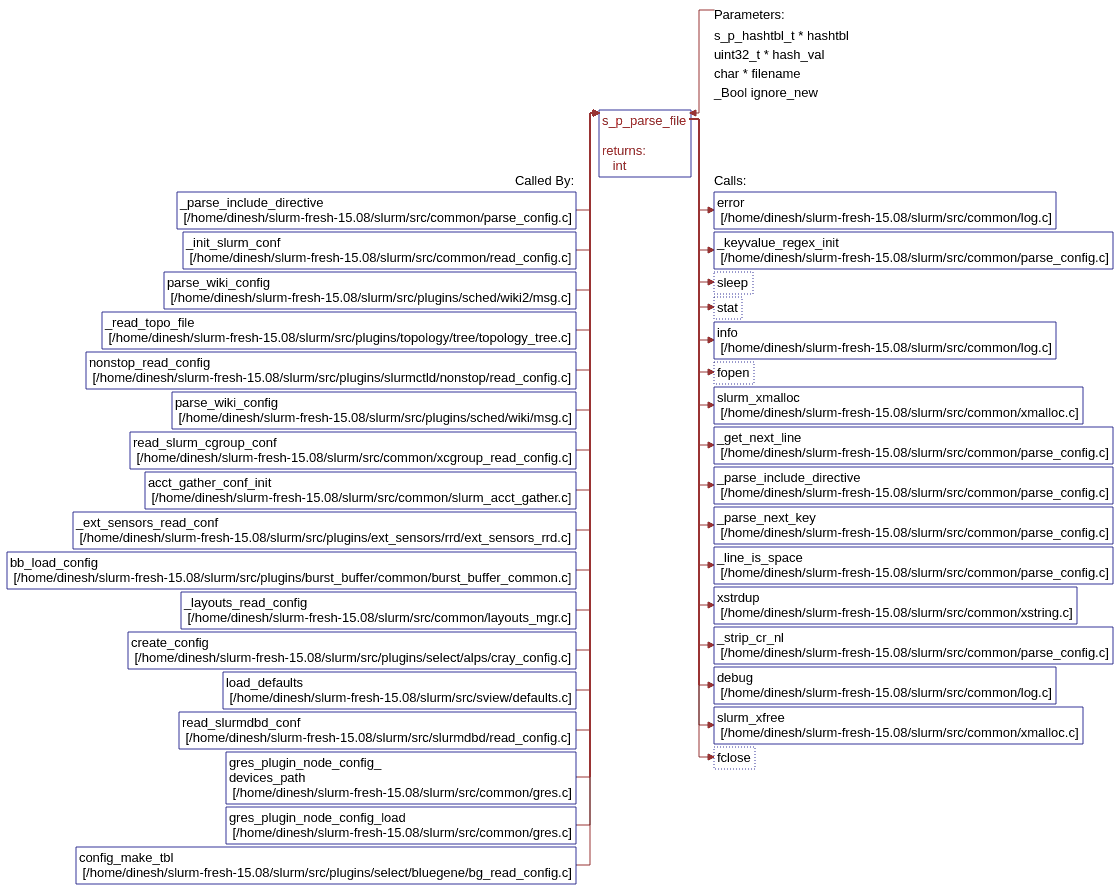 Parameters:
s_p_hashtbl_t * hashtbl
uint32_t * hash_val
char * filename
_Bool ignore_new
s_p_parse_file
returns:
int
Called By:
_parse_include_directive
[/home/dinesh/slurm-fresh-15.08/slurm/src/common/parse_config.c]
_init_slurm_conf
[/home/dinesh/slurm-fresh-15.08/slurm/src/common/read_config.c]
parse_wiki_config
[/home/dinesh/slurm-fresh-15.08/slurm/src/plugins/sched/wiki2/msg.c]
_read_topo_file
[/home/dinesh/slurm-fresh-15.08/slurm/src/plugins/topology/tree/topology_tree.c]
nonstop_read_config
[/home/dinesh/slurm-fresh-15.08/slurm/src/plugins/slurmctld/nonstop/read_config.c]
parse_wiki_config
[/home/dinesh/slurm-fresh-15.08/slurm/src/plugins/sched/wiki/msg.c]
read_slurm_cgroup_conf
[/home/dinesh/slurm-fresh-15.08/slurm/src/common/xcgroup_read_config.c]
acct_gather_conf_init
[/home/dinesh/slurm-fresh-15.08/slurm/src/common/slurm_acct_gather.c]
_ext_sensors_read_conf
[/home/dinesh/slurm-fresh-15.08/slurm/src/plugins/ext_sensors/rrd/ext_sensors_rrd.c]
bb_load_config
[/home/dinesh/slurm-fresh-15.08/slurm/src/plugins/burst_buffer/common/burst_buffer_common.c]
_layouts_read_config
[/home/dinesh/slurm-fresh-15.08/slurm/src/common/layouts_mgr.c]
create_config
[/home/dinesh/slurm-fresh-15.08/slurm/src/plugins/select/alps/cray_config.c]
load_defaults
[/home/dinesh/slurm-fresh-15.08/slurm/src/sview/defaults.c]
read_slurmdbd_conf
[/home/dinesh/slurm-fresh-15.08/slurm/src/slurmdbd/read_config.c]
gres_plugin_node_config_
devices_path
[/home/dinesh/slurm-fresh-15.08/slurm/src/common/gres.c]
gres_plugin_node_config_load
[/home/dinesh/slurm-fresh-15.08/slurm/src/common/gres.c]
config_make_tbl
[/home/dinesh/slurm-fresh-15.08/slurm/src/plugins/select/bluegene/bg_read_config.c]
Calls:
error
[/home/dinesh/slurm-fresh-15.08/slurm/src/common/log.c]
_keyvalue_regex_init
[/home/dinesh/slurm-fresh-15.08/slurm/src/common/parse_config.c]
sleep
stat
info
[/home/dinesh/slurm-fresh-15.08/slurm/src/common/log.c]
fopen
slurm_xmalloc
[/home/dinesh/slurm-fresh-15.08/slurm/src/common/xmalloc.c]
_get_next_line
[/home/dinesh/slurm-fresh-15.08/slurm/src/common/parse_config.c]
_parse_include_directive
[/home/dinesh/slurm-fresh-15.08/slurm/src/common/parse_config.c]
_parse_next_key
[/home/dinesh/slurm-fresh-15.08/slurm/src/common/parse_config.c]
_line_is_space
[/home/dinesh/slurm-fresh-15.08/slurm/src/common/parse_config.c]
xstrdup
[/home/dinesh/slurm-fresh-15.08/slurm/src/common/xstring.c]
_strip_cr_nl
[/home/dinesh/slurm-fresh-15.08/slurm/src/common/parse_config.c]
debug
[/home/dinesh/slurm-fresh-15.08/slurm/src/common/log.c]
slurm_xfree
[/home/dinesh/slurm-fresh-15.08/slurm/src/common/xmalloc.c]
fclose